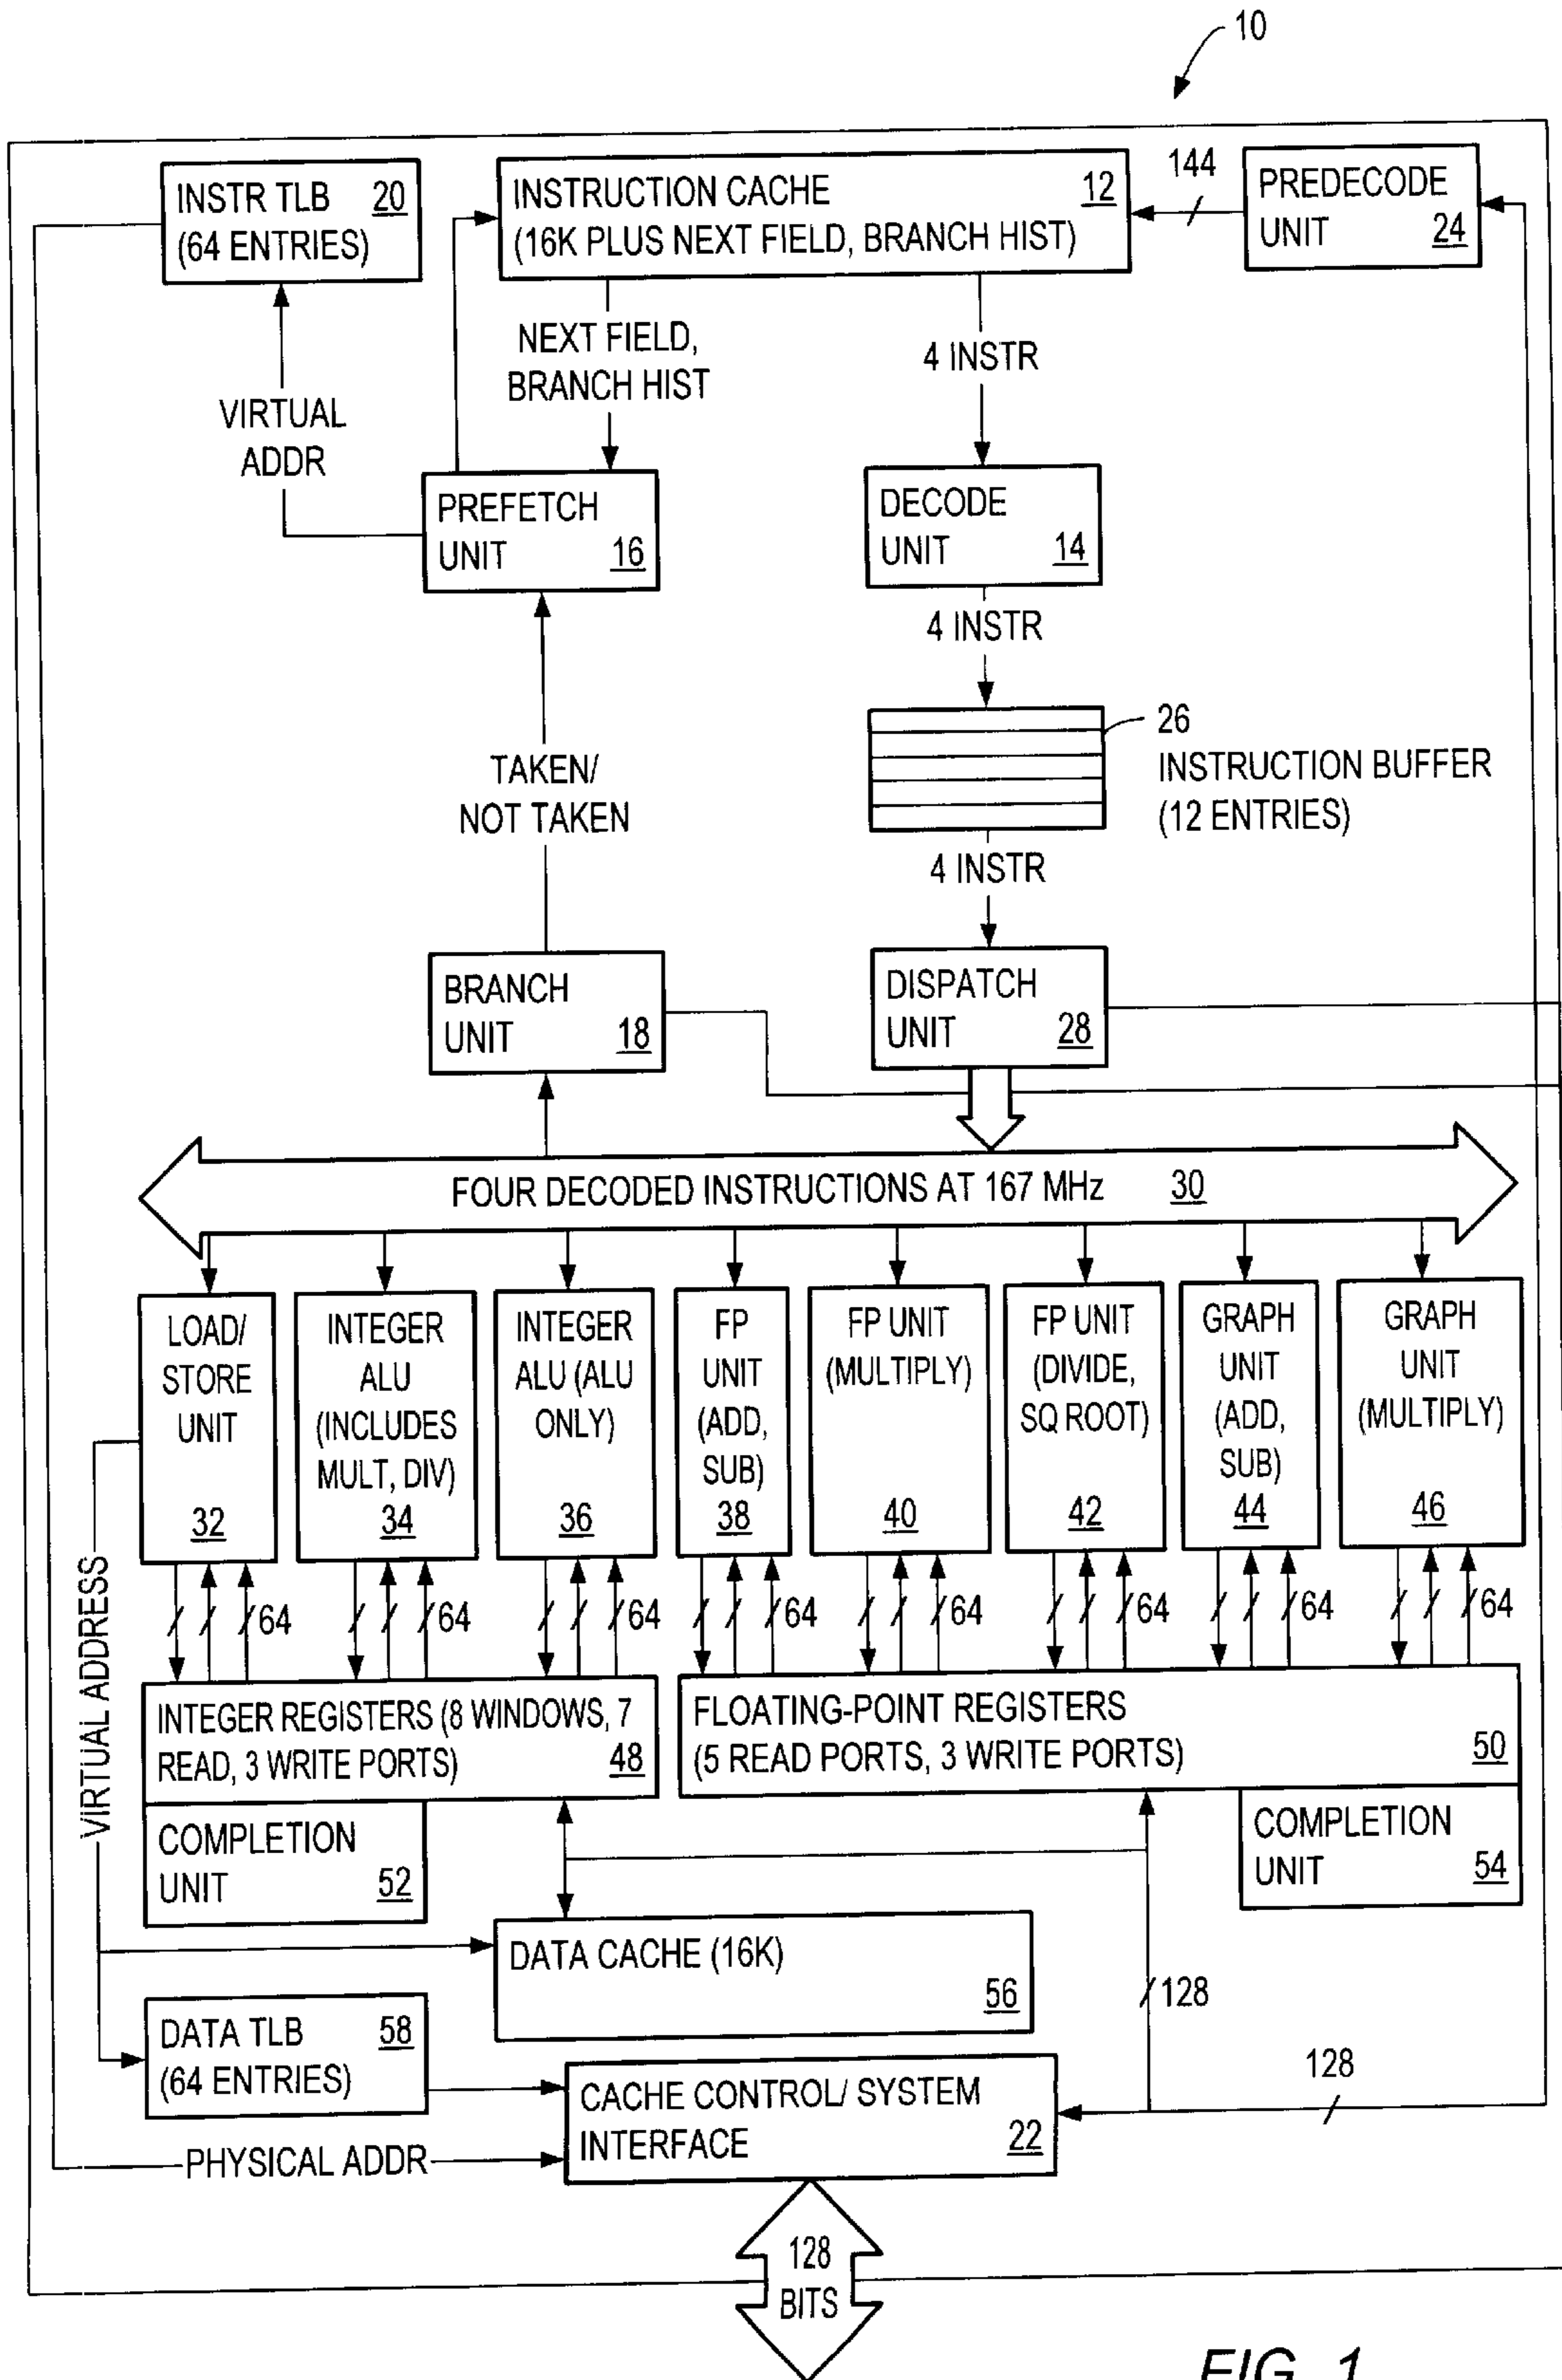 10
INSTR TLB 20
(64 ENTRIES)
INSTRUCTION CACHE 12
(16K PLUS NEXT FIELD, BRANCH HIST)
144
PREDECODE
UNIT 24
NEXT FIELD,
BRANCH HIST
4 INSTR
VIRTUAL
ADDR
PREFETCH
UNIT 16
DECODE
UNIT 14
4 INSTR
26
INSTRUCTION BUFFER
(12 ENTRIES)
TAKEN/
NOT TAKEN
4 INSTR
BRANCH
UNIT 18
DISPATCH
UNIT 28
FOUR DECODED INSTRUCTIONS AT 167 MHz 30
LOAD/
STORE
UNIT
32
INTEGER
ALU
(INCLUDES
MULT, DIV)
34
INTEGER
ALU (ALU
ONLY)
36
FP
UNIT
(ADD,
SUB)
38
FP UNIT
(MULTIPLY)
40
FP UNIT
(DIVIDE,
SQ ROOT)
42
GRAPH
UNIT
(ADD,
SUB)
44
GRAPH
UNIT
(MULTIPLY)
46
64
64
64
64
64
64
64
64
VIRTUAL ADDRESS
INTEGER REGISTERS (8 WINDOWS, 7
READ, 3 WRITE PORTS) 48
FLOATING-POINT REGISTERS
(5 READ PORTS, 3 WRITE PORTS) 50
COMPLETION
UNIT 52
COMPLETION
UNIT 54
DATA CACHE (16K)
56
128
DATA TLB 58
(64 ENTRIES)
128
CACHE CONTROL/ SYSTEM
INTERFACE 22
PHYSICAL ADDR
128
BITS
FIG. 1